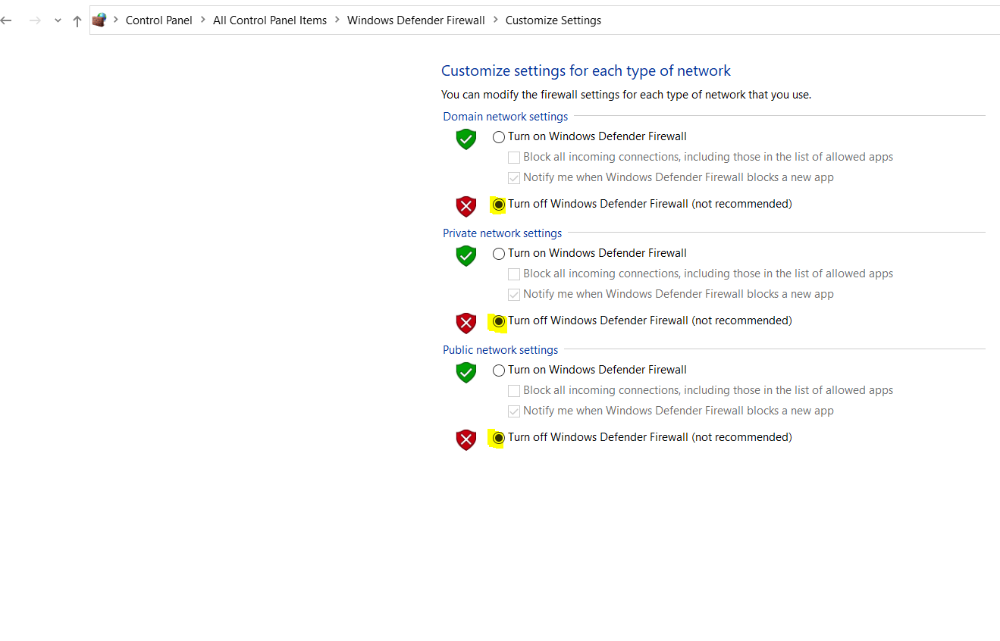 Control Panel > All Control Panel Items > Windows Defender Firewall > Customize Settings
Customize settings for each type of network
You can modify the firewall settings for each type of network that you use.
Domain network settings
Turn on Windows Defender Firewall
Block all incoming connections, including those in the list of allowed apps
Notify me when Windows Defender Firewall blocks a new app
Turn off Windows Defender Firewall (not recommended)
Private network settings
Turn on Windows Defender Firewall
Block all incoming connections, including those in the list of allowed apps
Notify me when Windows Defender Firewall blocks a new app
Turn off Windows Defender Firewall (not recommended)
Public network settings
Turn on Windows Defender Firewall
Block all incoming connections, including those in the list of allowed apps
Notify me when Windows Defender Firewall blocks a new app
Turn off Windows Defender Firewall (not recommended)